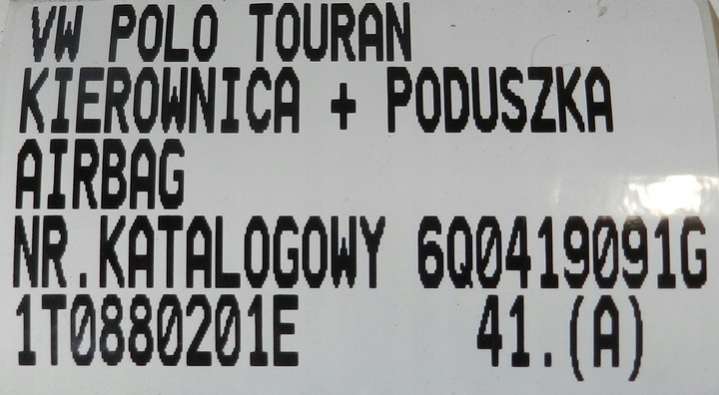 VW POLO TOURAN
KIEROWNICA + PODUSZKA
AIRBAG
NR.KATALOGOWY 6Q0419091G
1T0880201E 41.(A)